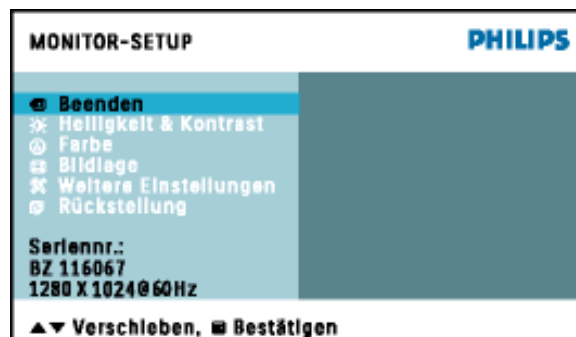 MONITOR-SETUP PHILIPS
Beenden
Helligkeit & Kontrast
Farbe
Bildlage
Weitere Einstellungen
Rückstellung
Seriennr.:
BZ 116067
1280 X 1024@60Hz
▲▼ Verschieben, Bestätigen